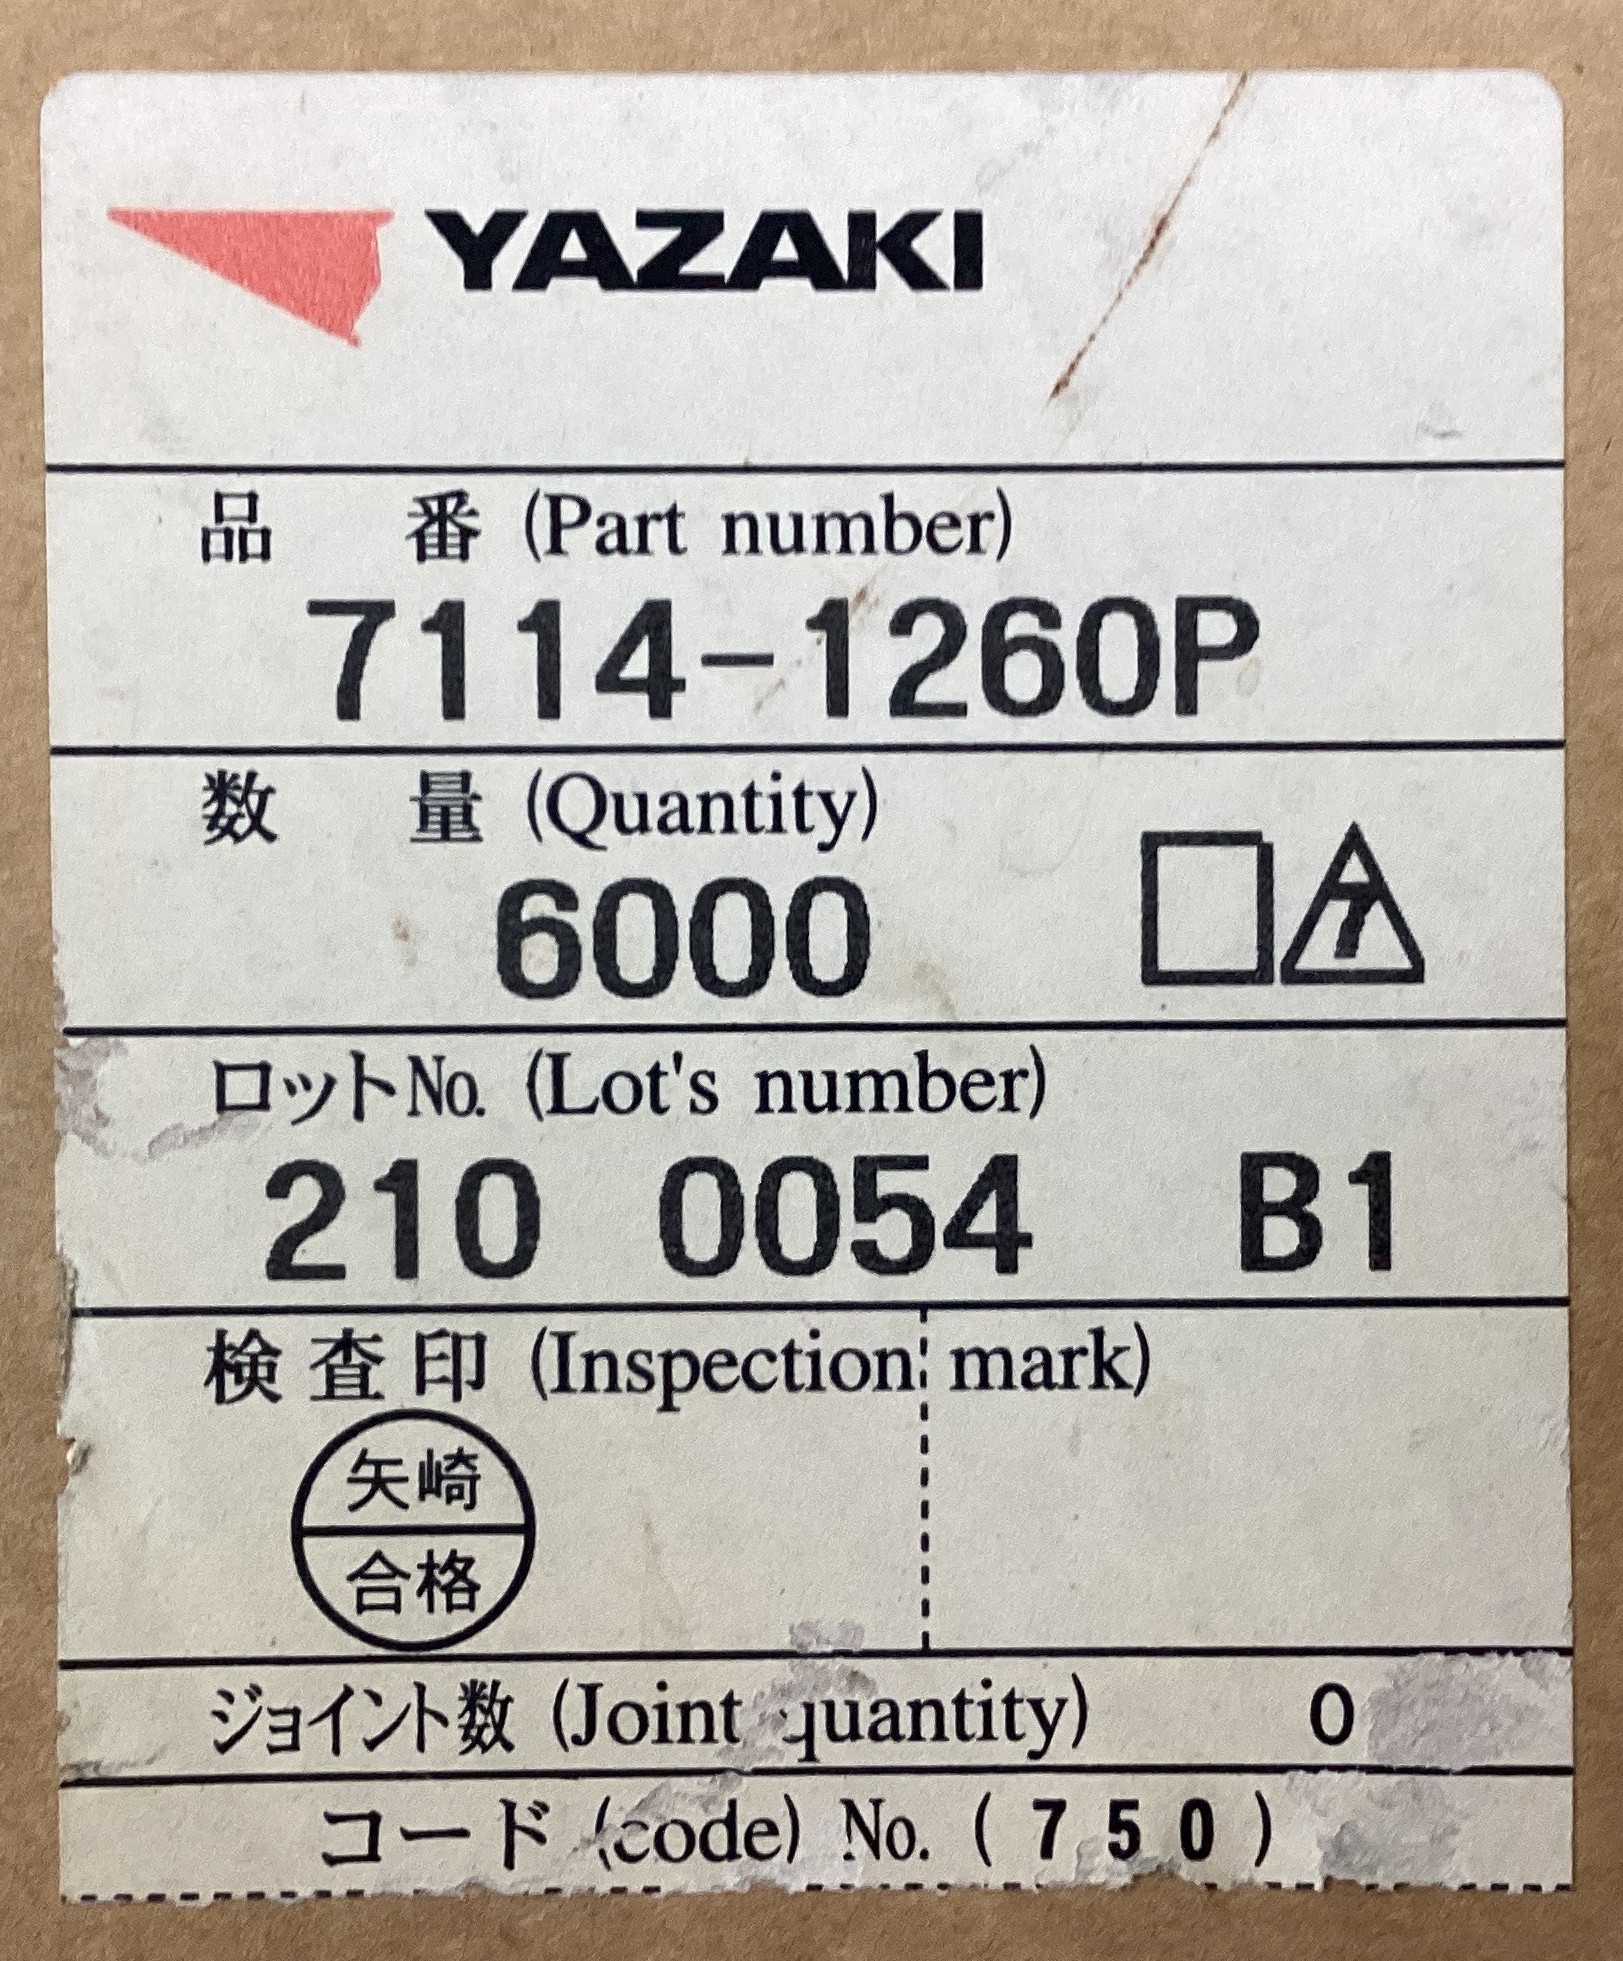 YAZAKI
品 番 (Part number)
7114-1260P
数 量 (Quantity)
6000
7
ロットNo. (Lot's number)
210 0054 B1
検査印 (Inspection mark)
矢崎
合格
ジョイント数 (Joint quantity) 0
コード (code) No. ( 7 5 0 )